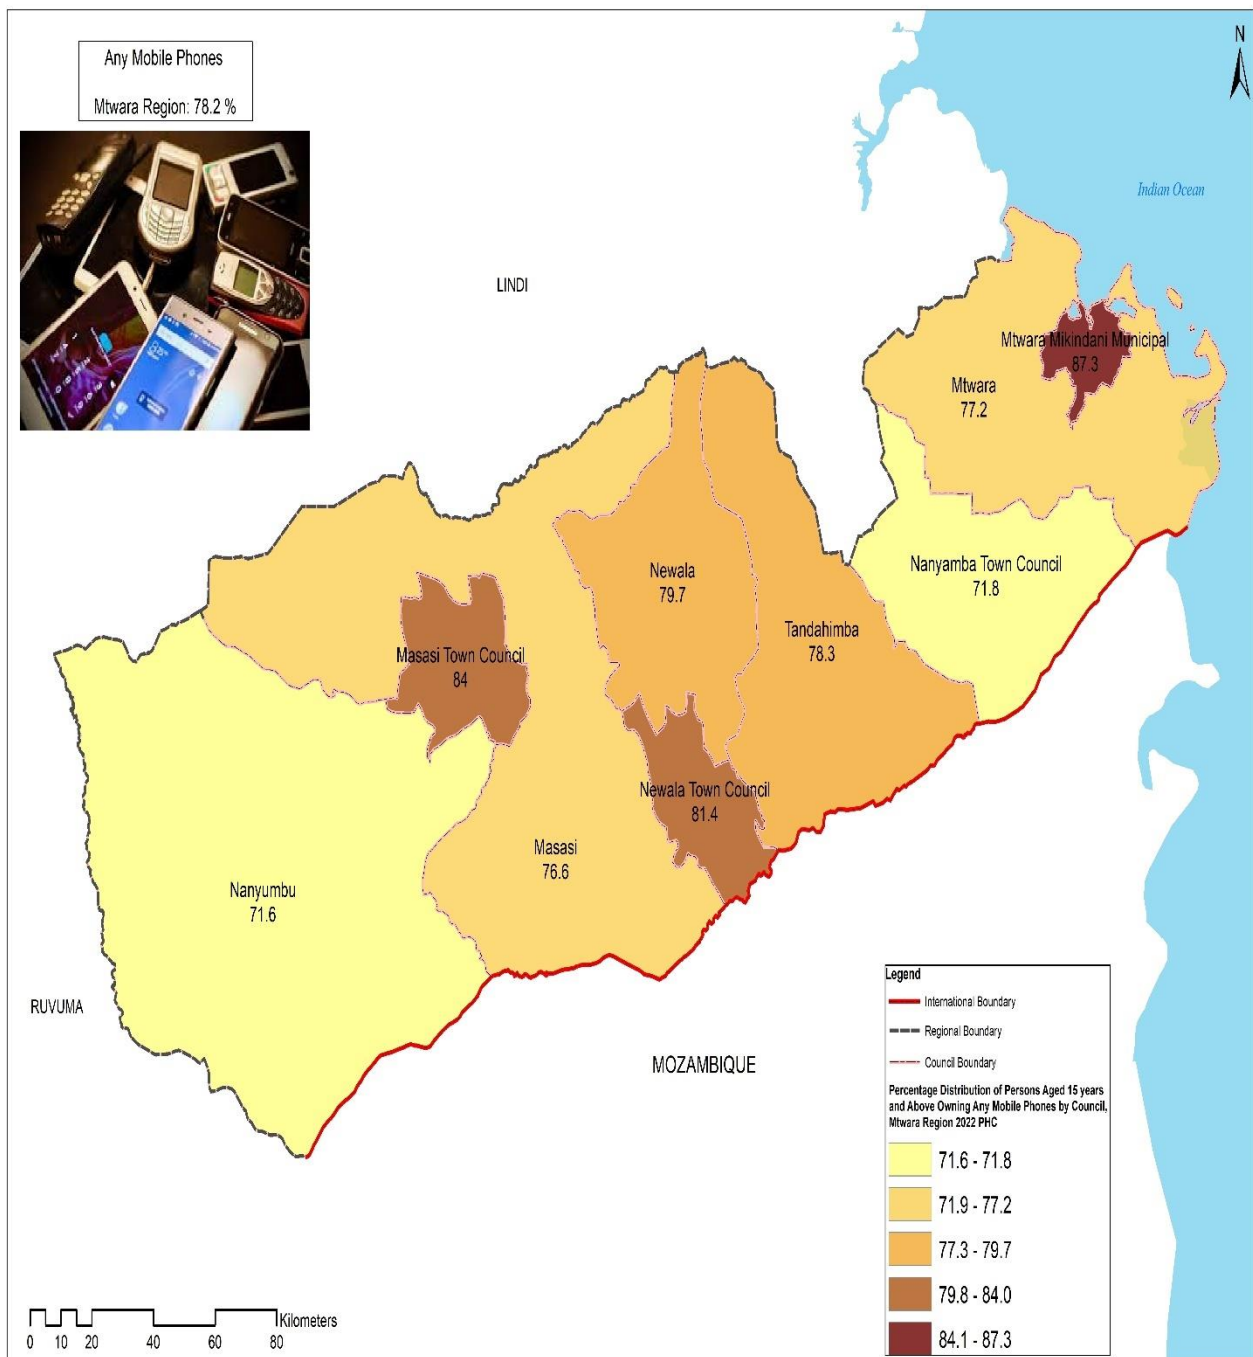 Any Mobile Phones
Mtwara Region: 78.2 %
N
Indian Ocean
LINDI
Mtwara Mikindani Municipal
87.3
Mtwara
77.2
Nanyamba Town Council
71.8
Newala
79.7
Tandahimba
78.3
Masasi Town Council
84
Newala Town Council
81.4
Masasi
76.6
Nanyumbu
71.6
RUVUMA
MOZAMBIQUE
Legend
International Boundary
Regional Boundary
Council Boundary
Percentage Distribution of Persons Aged 15 years
and Above Owning Any Mobile Phones by Council,
Mtwara Region 2022 PHC
71.6 - 71.8
71.9 - 77.2
77.3 - 79.7
79.8 - 84.0
84.1 - 87.3
Kilometers
0 10 20 40 60 80